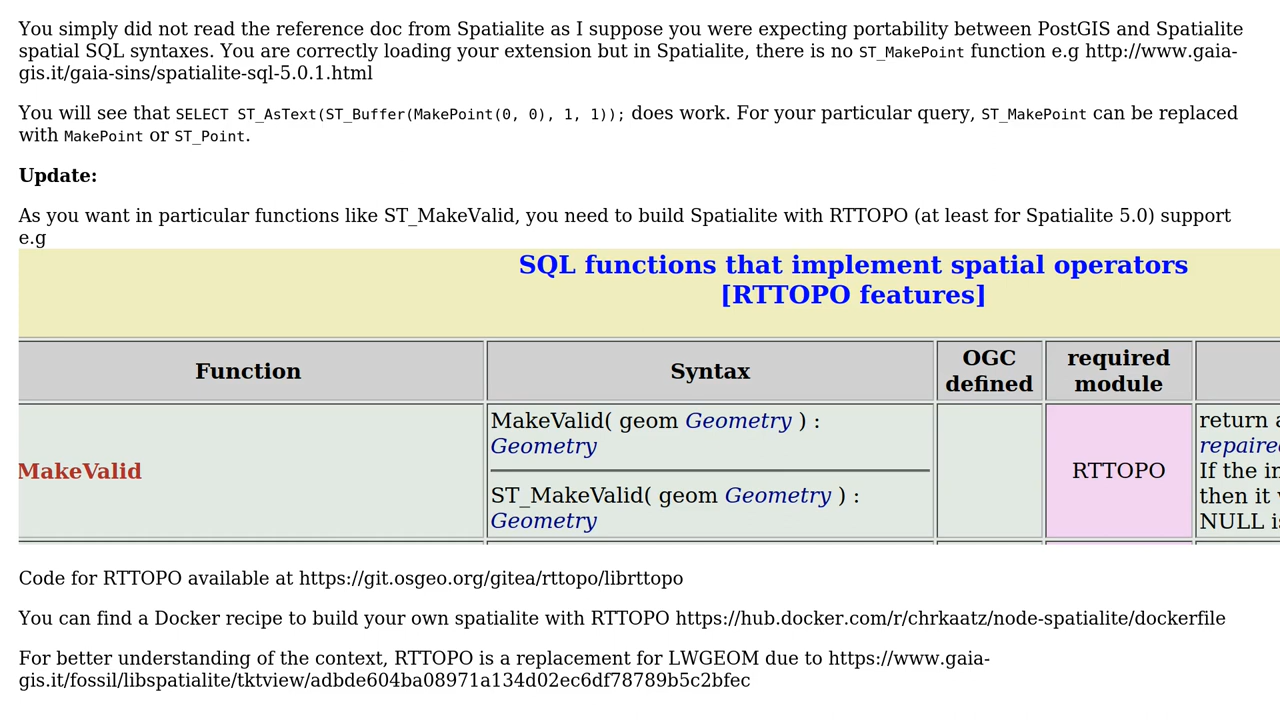 You simply did not read the reference doc from Spatialite as I suppose you were expecting portability between PostGIS and Spatialite
spatial SQL syntaxes. You are correctly loading your extension but in Spatialite, there is no ST_MakePoint function e.g http://www.gaia-
gis.it/gaia-sins/spatialite-sql-5.0.1.html
You will see that SELECT ST_AsText(ST_Buffer(MakePoint(0, 0), 1, 1)); does work. For your particular query, ST_MakePoint can be replaced
with MakePoint or ST_Point.
Update:
As you want in particular functions like ST_MakeValid, you need to build Spatialite with RTTOPO (at least for Spatialite 5.0) support
e.g
SQL functions that implement spatial operators
[RTTOPO features]
Function
Syntax
OGC
defined
required
module
MakeValid
MakeValid( geom Geometry ) :
Geometry
ST_MakeValid( geom Geometry ) :
Geometry
RTTOPO
return
If the
then it
NULL
Code for RTTOPO available at https://git.osgeo.org/gitea/rttopo/librttopo
You can find a Docker recipe to build your own spatialite with RTTOPO https://hub.docker.com/r/chrkaatz/node-spatialite/dockerfile
For better understanding of the context, RTTOPO is a replacement for LWGEOM due to https://www.gaia-
gis.it/fossil/libspatialite/tktview/adbde604ba08971a134d02ec6df78789b5c2bfec